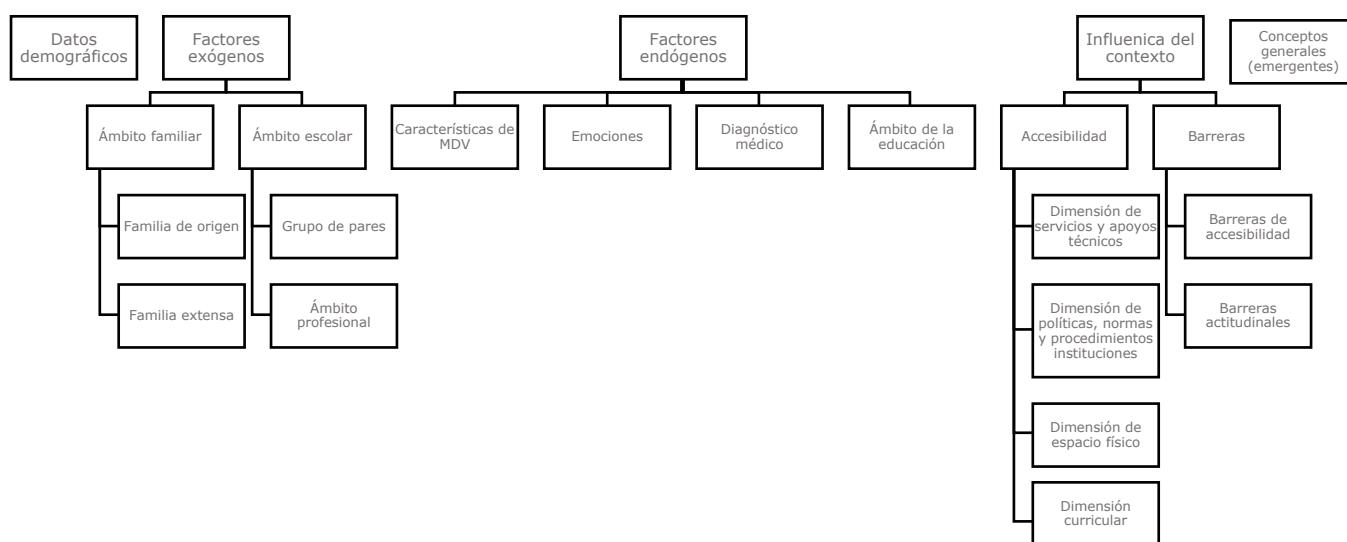 Datos
demográficos
Factores
exógenos
Factores
endógenos
Influenica del
contexto
Conceptos
generales
(emergentes)
Ámbito familiar
Ámbito escolar
Características de
MDV
Emociones
Diagnóstico
médico
Ámbito de la
educación
Accesibilidad
Barreras
Familia de origen
Grupo de pares
Dimensión de
servicios y apoyos
técnicos
Barreras de
accesibilidad
Familia extensa
Ámbito
profesional
Dimensión de
políticas, normas
y procedimientos
instituciones
Barreras
actitudinales
Dimensión de
espacio físico
Dimensión
curricular